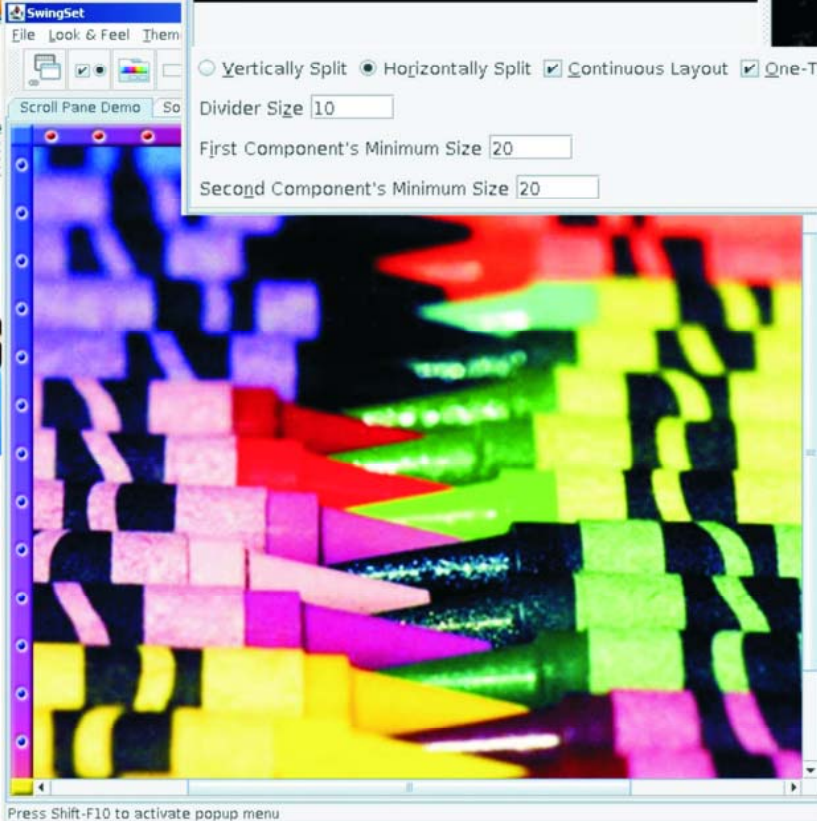 SwingSet
File Look & Feel
Scroll Pane Demo
Vertically Split Horizontally Split Continuous Layout
Divider Size 10
First Component's Minimum Size 20
Second Component's Minimum Size 20
Press Shift-F10 to activate popup menu